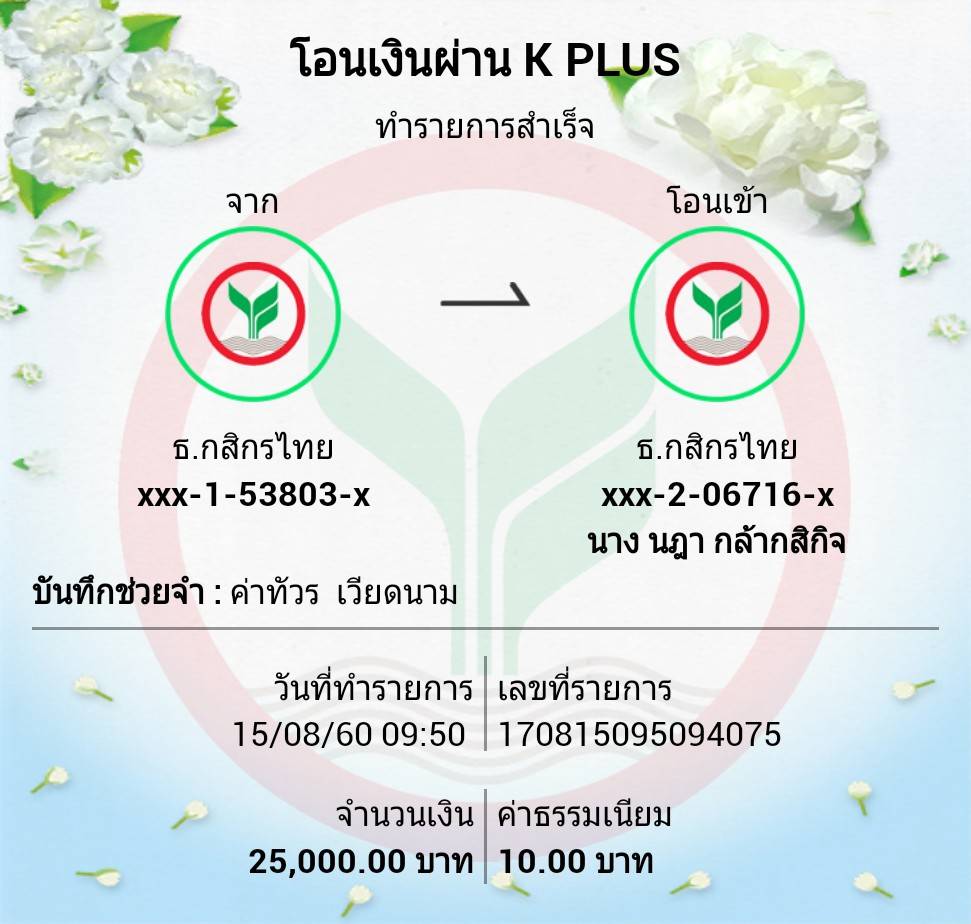 โอนเงินผ่าน K PLUS
ทำรายการสำเร็จ
จาก
โอนเข้า
ธ.กสิกรไทย
xxx-1-53803-x
ธ.กสิกรไทย
xxx-2-06716-x
นาง นฎา กล้ากสิกิจ
บันทึกช่วยจำ : ค่าทัวร เวียดนาม
วันที่ทำรายการ
15/08/60 09:50
เลขที่รายการ
170815095094075
จำนวนเงิน
25,000.00 บาท
ค่าธรรมเนียม
10.00 บาท